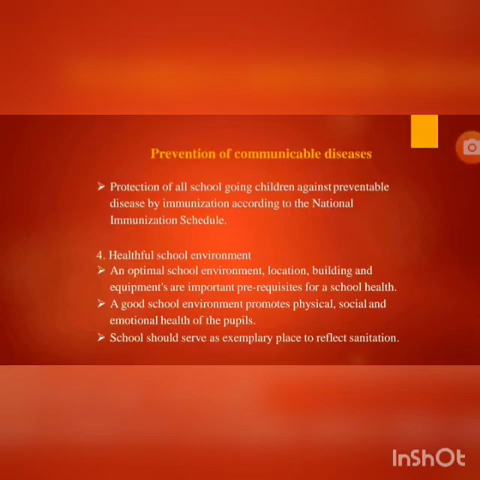 Prevention of communicable diseases
➤ Protection of all school going children against preventable
disease by immunization according to the National
Immunization Schedule.
4. Healthful school environment
➤ An optimal school environment, location, building and
equipment's are important pre-requisites for a school health.
➤ A good school environment promotes physical, social and
emotional health of the pupils.
➤ School should serve as exemplary place to reflect sanitation.
InShOt